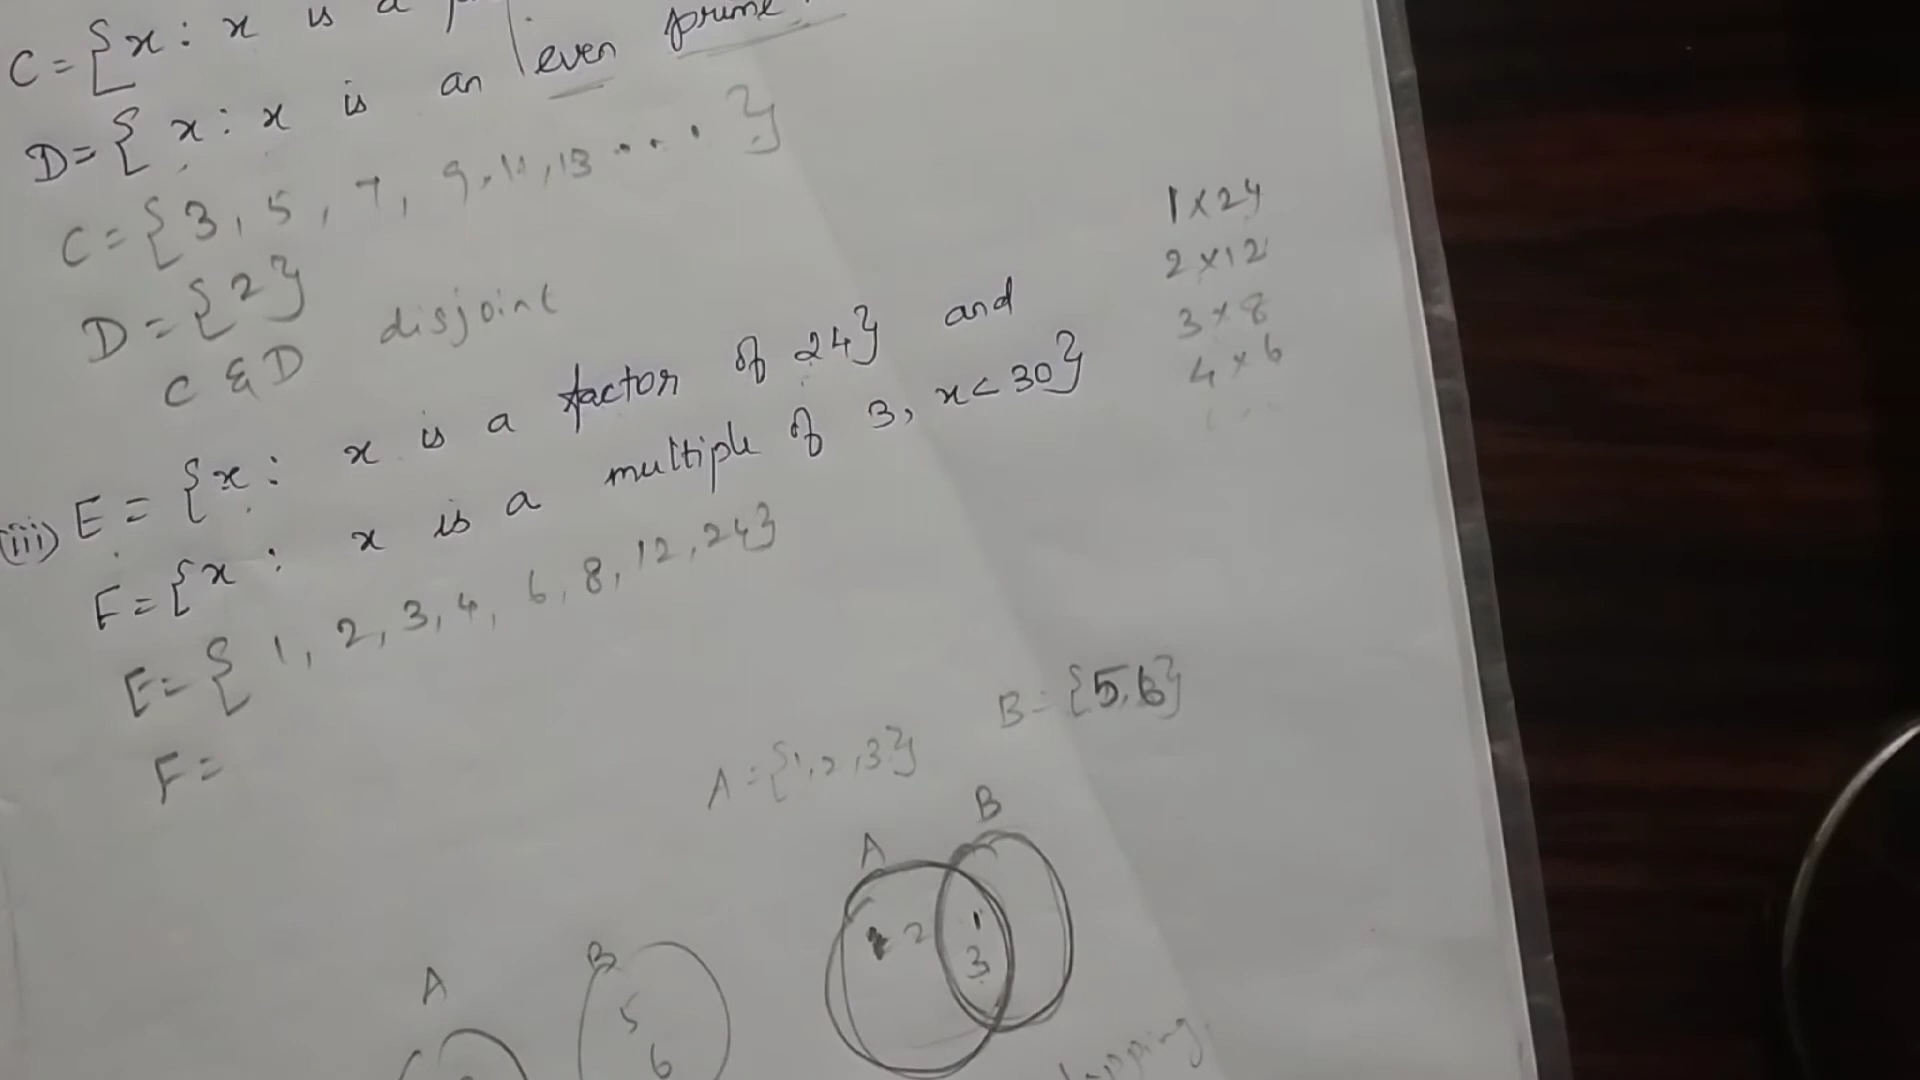 C = {x : x is a
D = {x : x is an even prime
C = {3, 5, 7, 9, 11, 13 ....}
D = {2}
C & D disjoint
(iii) E = {x : x is a factor of 24} and
F = {x : x is a multiple of 3, x < 30}
E = { 1, 2, 3, 4, 6, 8, 12, 24}
F =
1 x 24
2 x 12
3 x 8
4 x 6
A = {1, 2, 3}
B = {5, 6}
A
B
2
1
3
A
B
5
6